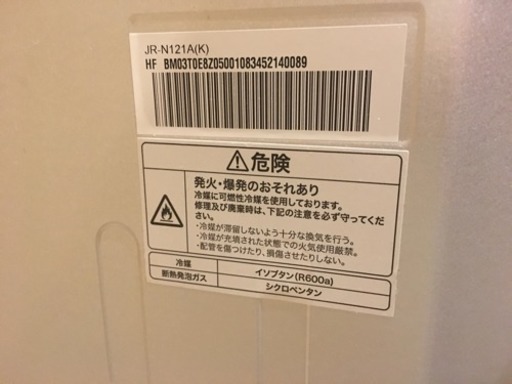 JR-N121A(K)
HF BM03T0E8Z05001083452140089
⚠危険
発火・爆発のおそれあり
冷媒に可燃性冷媒を使用しております。
修理及び廃棄時は、下記の注意を必ず守ってくだ
さい。
・冷媒が滞留しないよう十分な換気を行う。
・冷媒が充填された状態での火気使用厳禁。
・配管を傷つけたり、損傷させたりしない。
冷媒 イソブタン(R600a)
断熱発泡ガス シクロペンタン